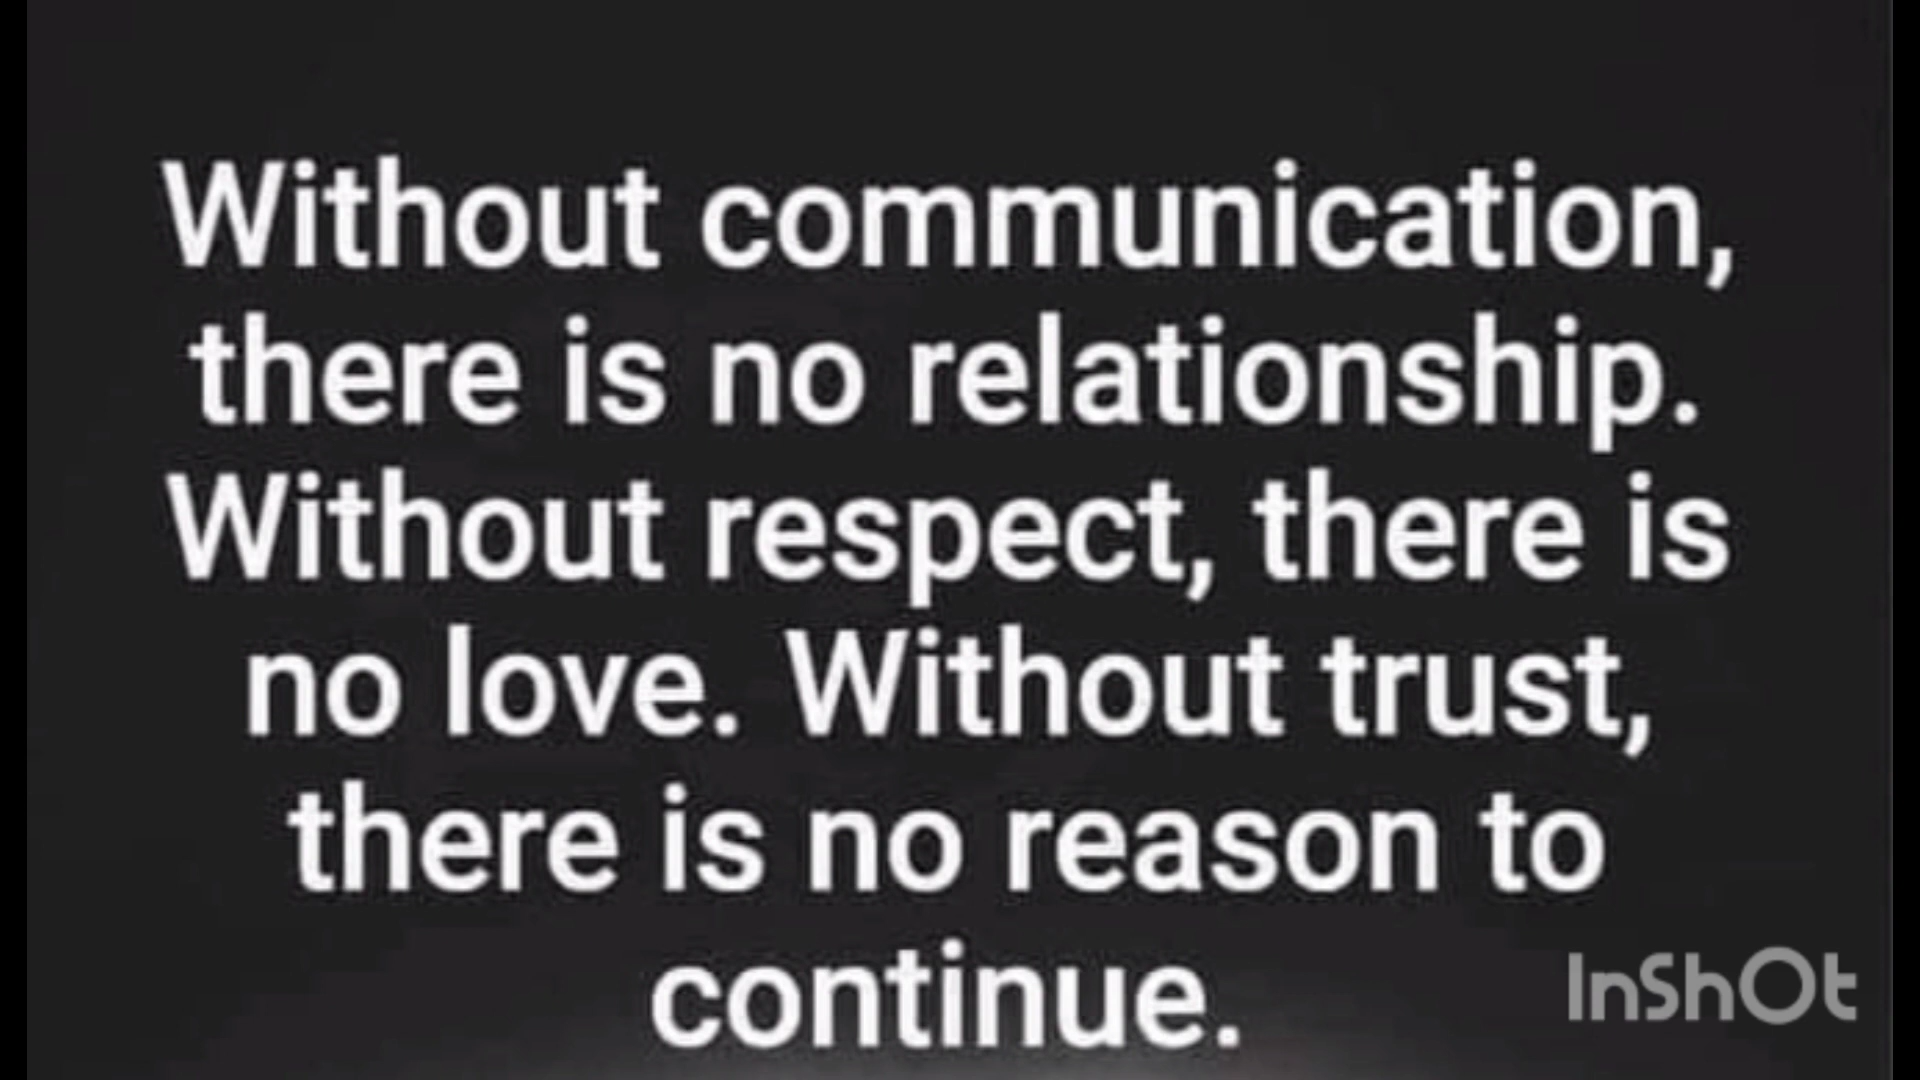 Without communication,
there is no relationship.
Without respect, there is
no love. Without trust,
there is no reason to
continue.
InShOt